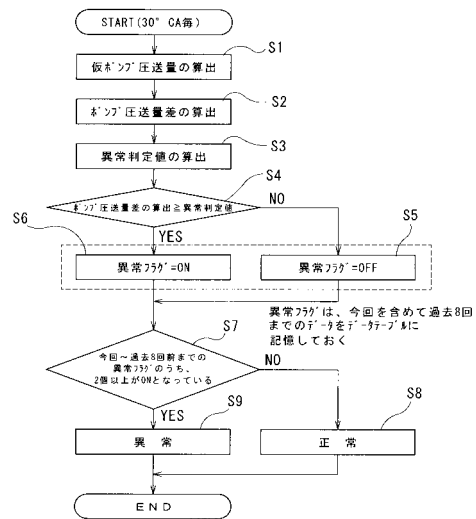 START(30°CA毎)
S1
仮ﾎﾟﾝﾌﾟ圧送量の算出
S2
ﾎﾟﾝﾌﾟ圧送量差の算出
S3
異常判定値の算出
S4
ﾎﾟﾝﾌﾟ圧送量差の算出≧異常判定値
NO
S6
YES
S5
異常ﾌﾗｸﾞ=ON
異常ﾌﾗｸﾞ=OFF
異常ﾌﾗｸﾞは、今回を含めて過去8回
までのﾃﾞｰﾀをﾃﾞｰﾀﾃｰﾌﾞﾙに
記憶しておく
S7
今回～過去8回前までの
異常ﾌﾗｸﾞのうち、
2個以上がONとなっている
NO
YES
S9
S8
異　常
正　常
END